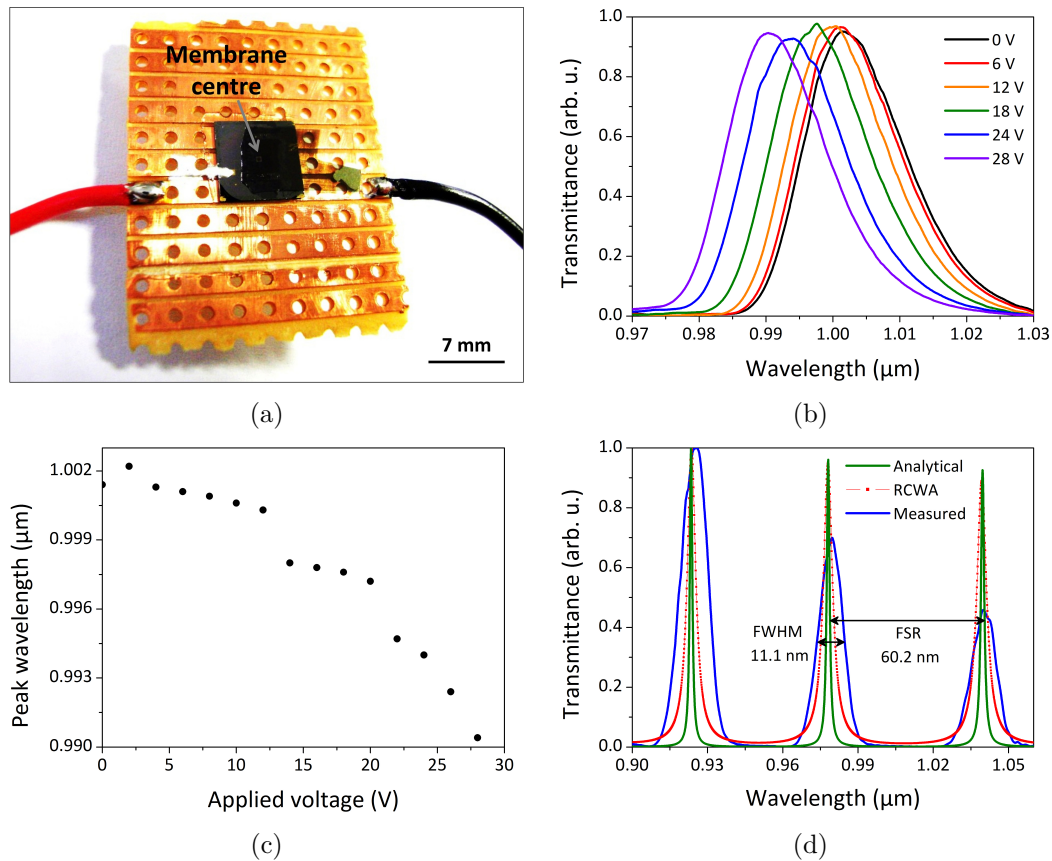 Membrane
centre
7 mm
(a)
Transmittance (arb. u.)
1.0
0.8
0.6
0.4
0.2
0.0
0 V
6 V
12 V
18 V
24 V
28 V
0.97
0.98
0.99
1.00
1.01
1.02
1.03
Wavelength (µm)
(b)
Peak wavelength (µm)
1.002
0.999
0.996
0.993
0.990
0
5
10
15
20
25
30
Applied voltage (V)
(c)
Transmittance (arb. u.)
1.0
0.8
0.6
0.4
0.2
0.0
Analytical
RCWA
Measured
FWHM
11.1 nm
FSR
60.2 nm
0.90
0.93
0.96
0.99
1.02
1.05
Wavelength (µm)
(d)